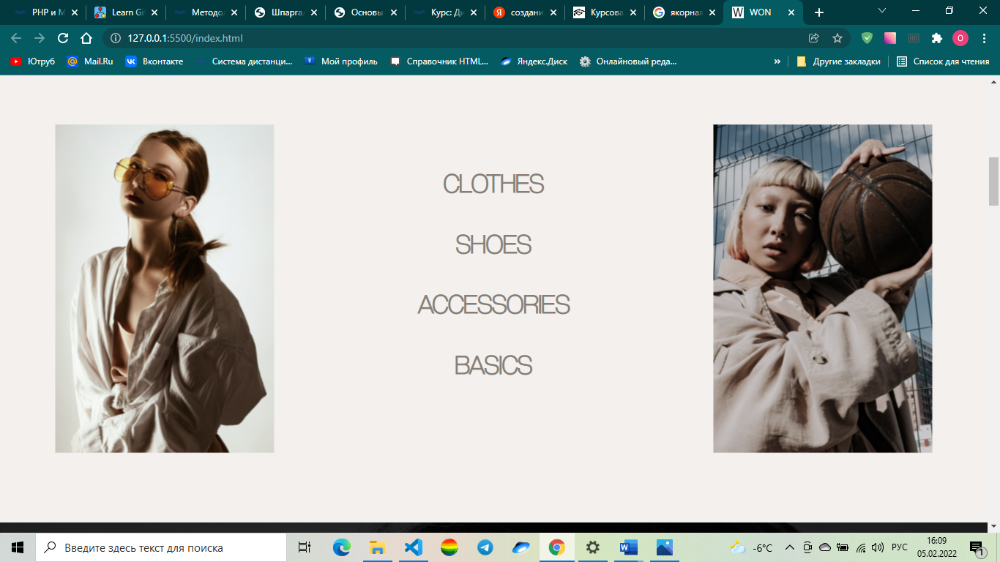 PHP и М
Learn Gi
Методо
Шпарга
Основы
Курс: Ди
создани
Курсова
якорная
WON
127.0.0.1:5500/index.html
О
Ютруб
Mail.Ru
Вконтакте
Система дистанци...
Мой профиль
Справочник HTML...
Яндекс.Диск
Онлайновый реда...
»
Другие закладки
Список для чтения
CLOTHES
SHOES
ACCESSORIES
BASICS
Введите здесь текст для поиска
-6°C
РУС
16:09
05.02.2022
1